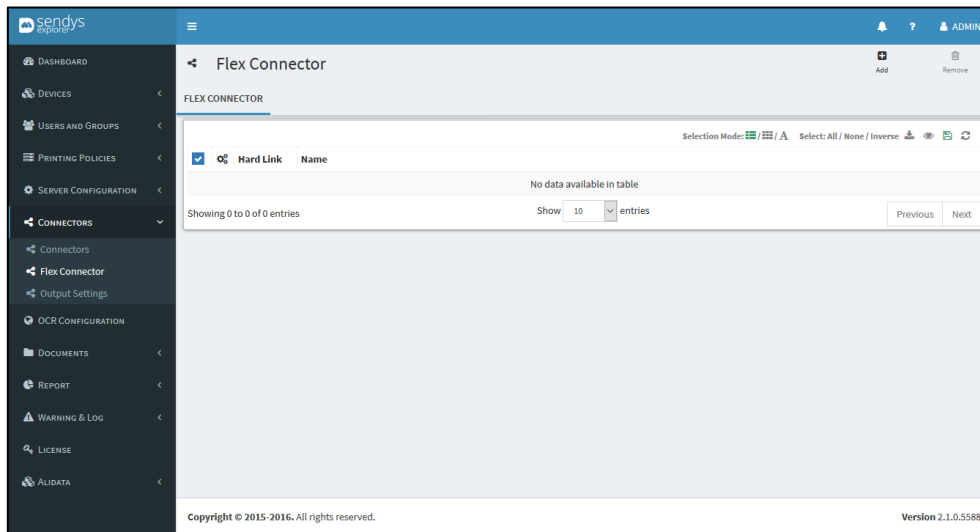 sendys
explorer
? ADMIN
DASHBOARD
Flex Connector
Add
Remove
DEVICES
FLEX CONNECTOR
USERS AND GROUPS
Selection Mode: / / A Select: All / None / Inverse
PRINTING POLICIES
Hard Link Name
No data available in table
SERVER CONFIGURATION
Showing 0 to 0 of 0 entries
Show 10 entries
Previous Next
CONNECTORS
Connectors
Flex Connector
Output Settings
OCR CONFIGURATION
DOCUMENTS
REPORT
WARNING & LOG
LICENSE
ALIDATA
Copyright © 2015-2016. All rights reserved.
Version 2.1.0.5588